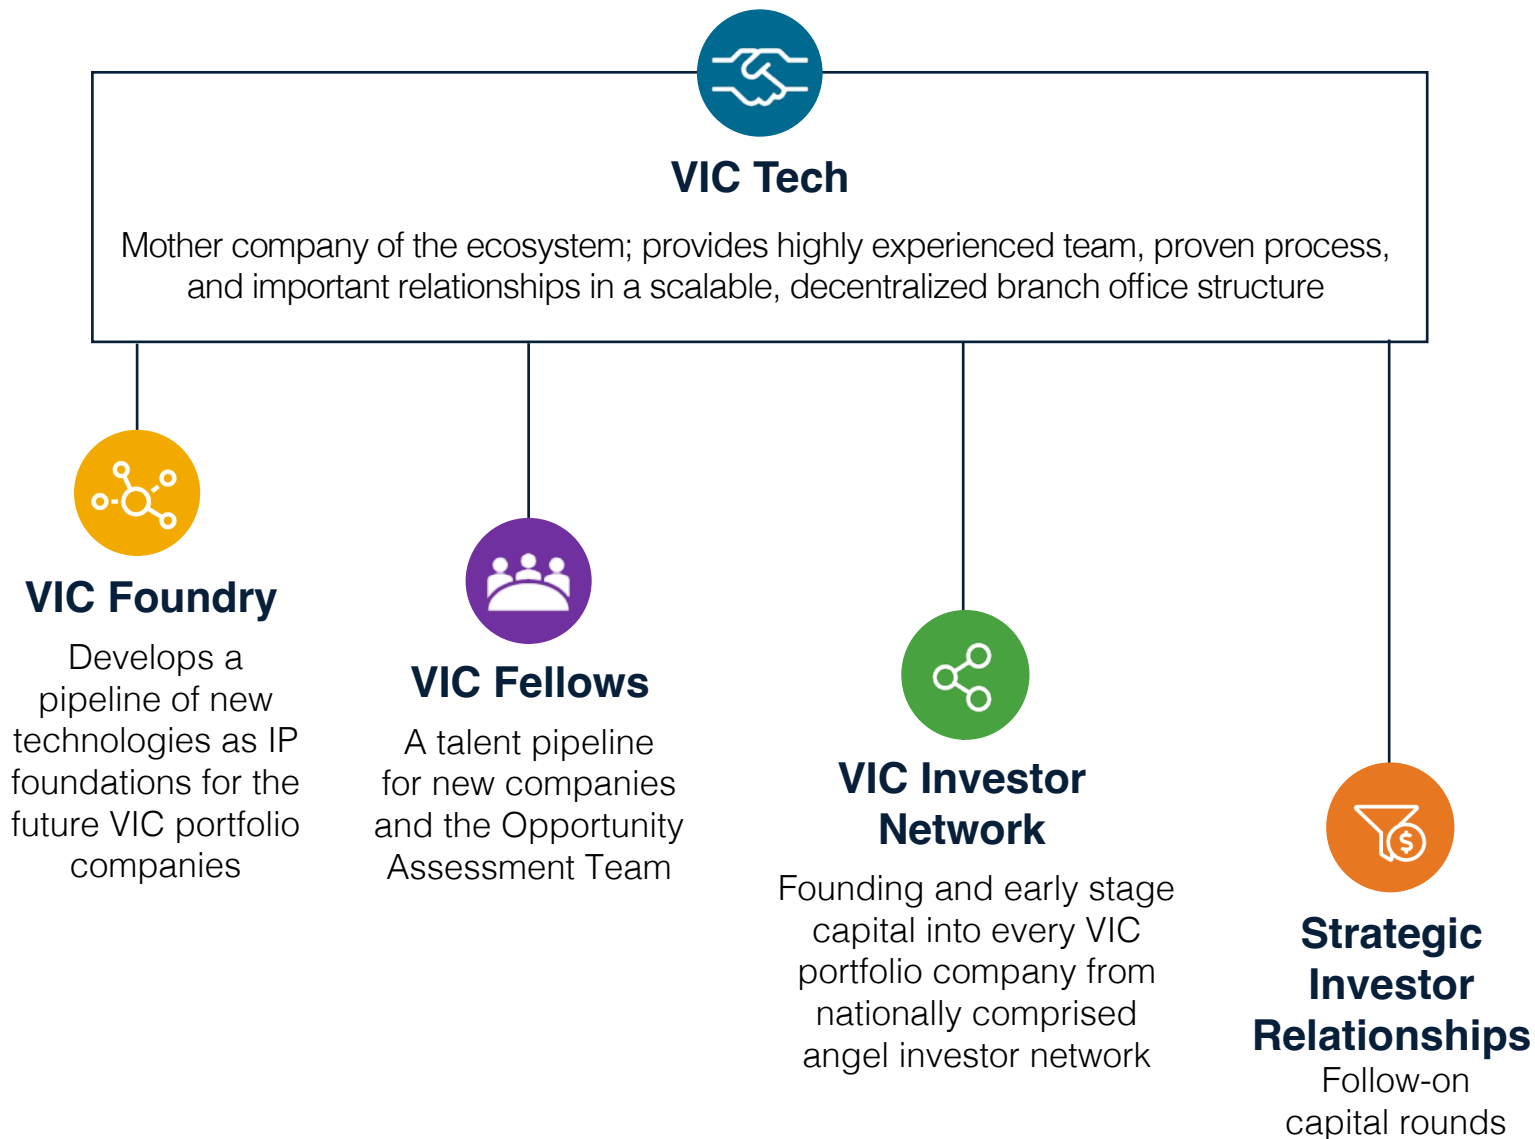 VIC Tech
Mother company of the ecosystem; provides highly experienced team, proven process,
and important relationships in a scalable, decentralized branch office structure
VIC Foundry
Develops a
pipeline of new
technologies as IP
foundations for the
future VIC portfolio
companies
VIC Fellows
A talent pipeline
for new companies
and the Opportunity
Assessment Team
VIC Investor
Network
Founding and early stage
capital into every VIC
portfolio company from
nationally comprised
angel investor network
$
Strategic
Investor
Relationships
Follow-on
capital rounds